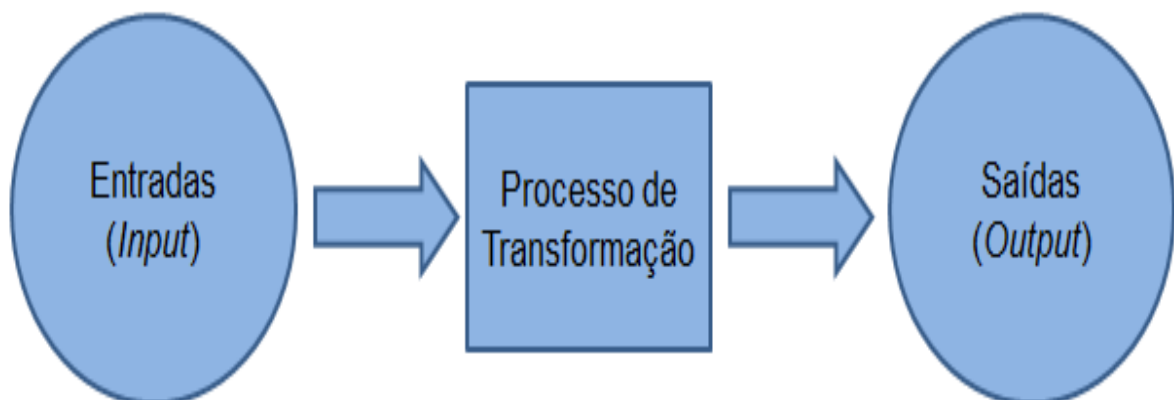 Entradas
(Input)
Processo de
Transformação
Saídas
(Output)